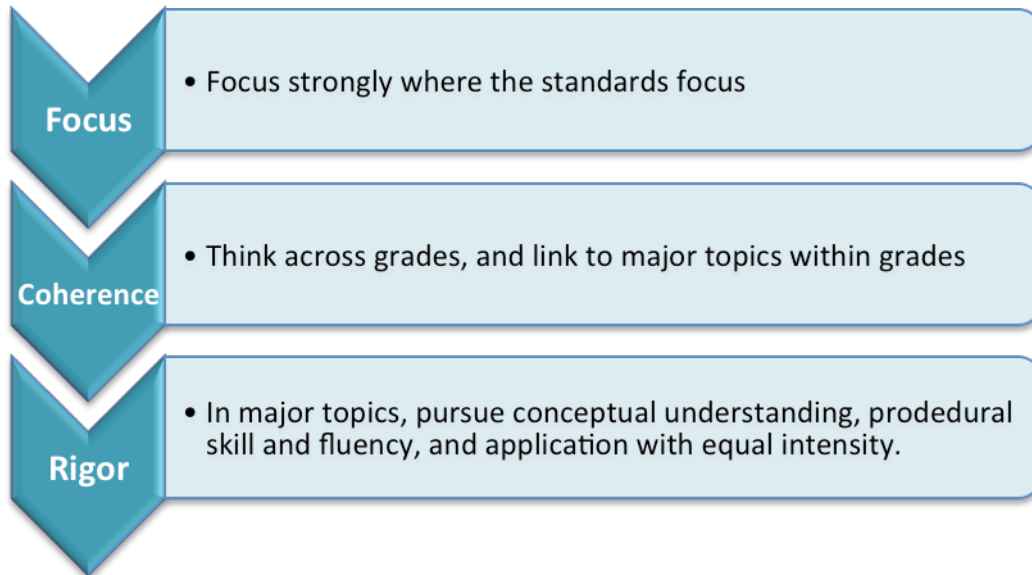 Focus
• Focus strongly where the standards focus
Coherence
• Think across grades, and link to major topics within grades
Rigor
• In major topics, pursue conceptual understanding, prodedural
skill and fluency, and application with equal intensity.